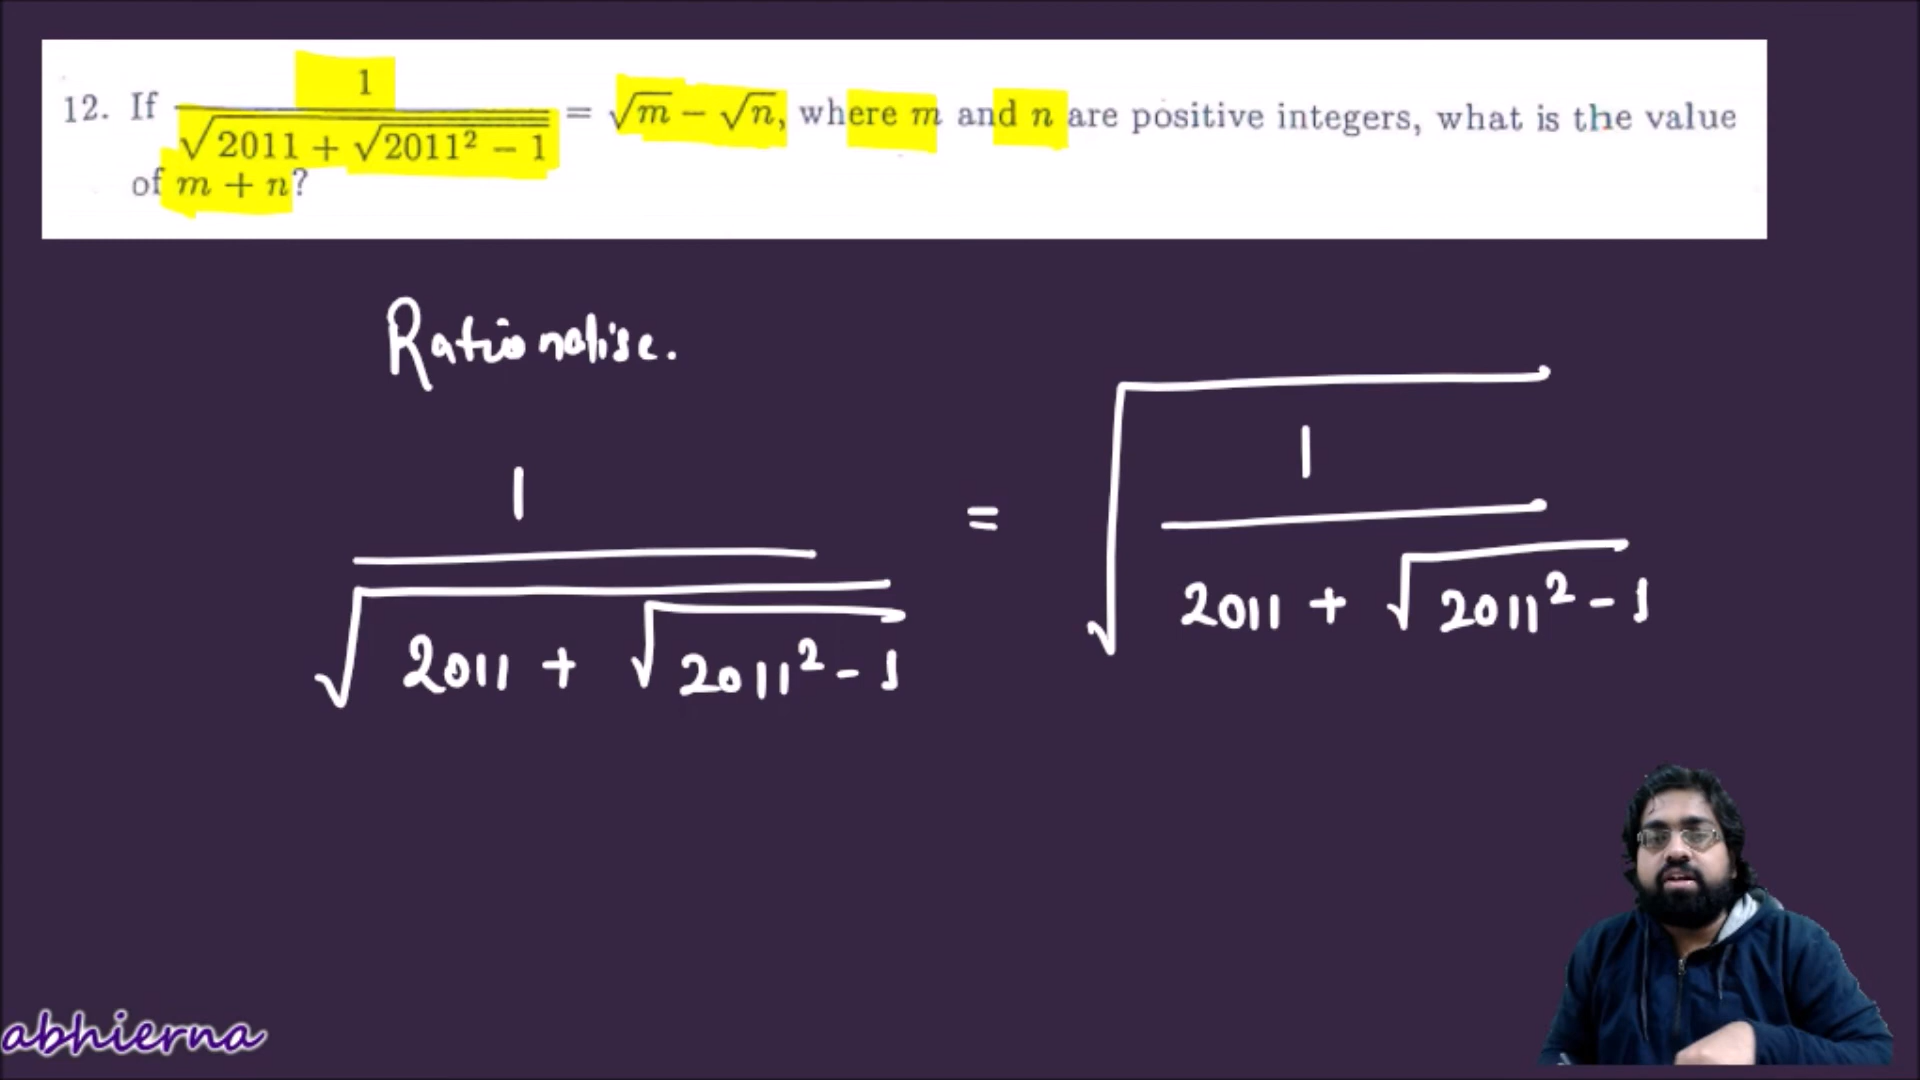 12. If 1/√(2011 + √(2011² − 1)) = √m − √n, where m and n are positive integers, what is the value
of m + n?
Rationalise.
1/√(2011 + √(2011² - 1)) = √(1/(2011 + √(2011² - 1)))
abhierna